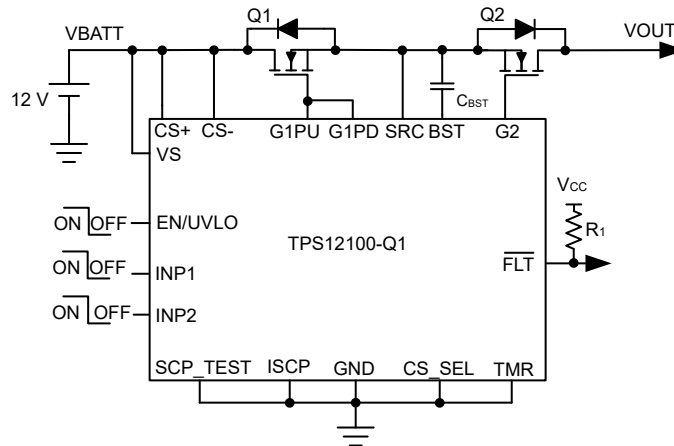 Q1
Q2
VBATT
VOUT
12 V
CBST
CS+
CS-
G1PU
G1PD
SRC
BST
G2
VS
VCC
ON
OFF
EN/UVLO
R1
TPS12100-Q1
ON
OFF
INP1
FLT
ON
OFF
INP2
SCP_TEST
ISCP
GND
CS_SEL
TMR